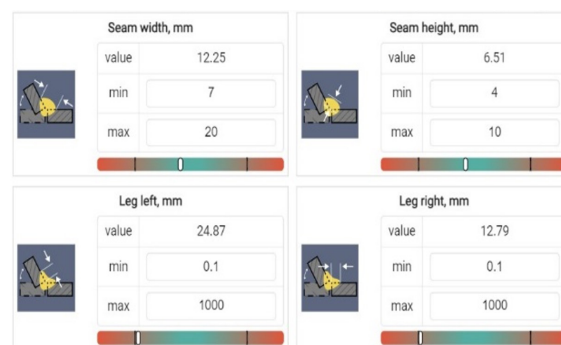 Seam width, mm
value 12.25
min 7
max 20
Seam height, mm
value 6.51
min 4
max 10
Leg left, mm
value 24.87
min 0.1
max 1000
Leg right, mm
value 12.79
min 0.1
max 1000